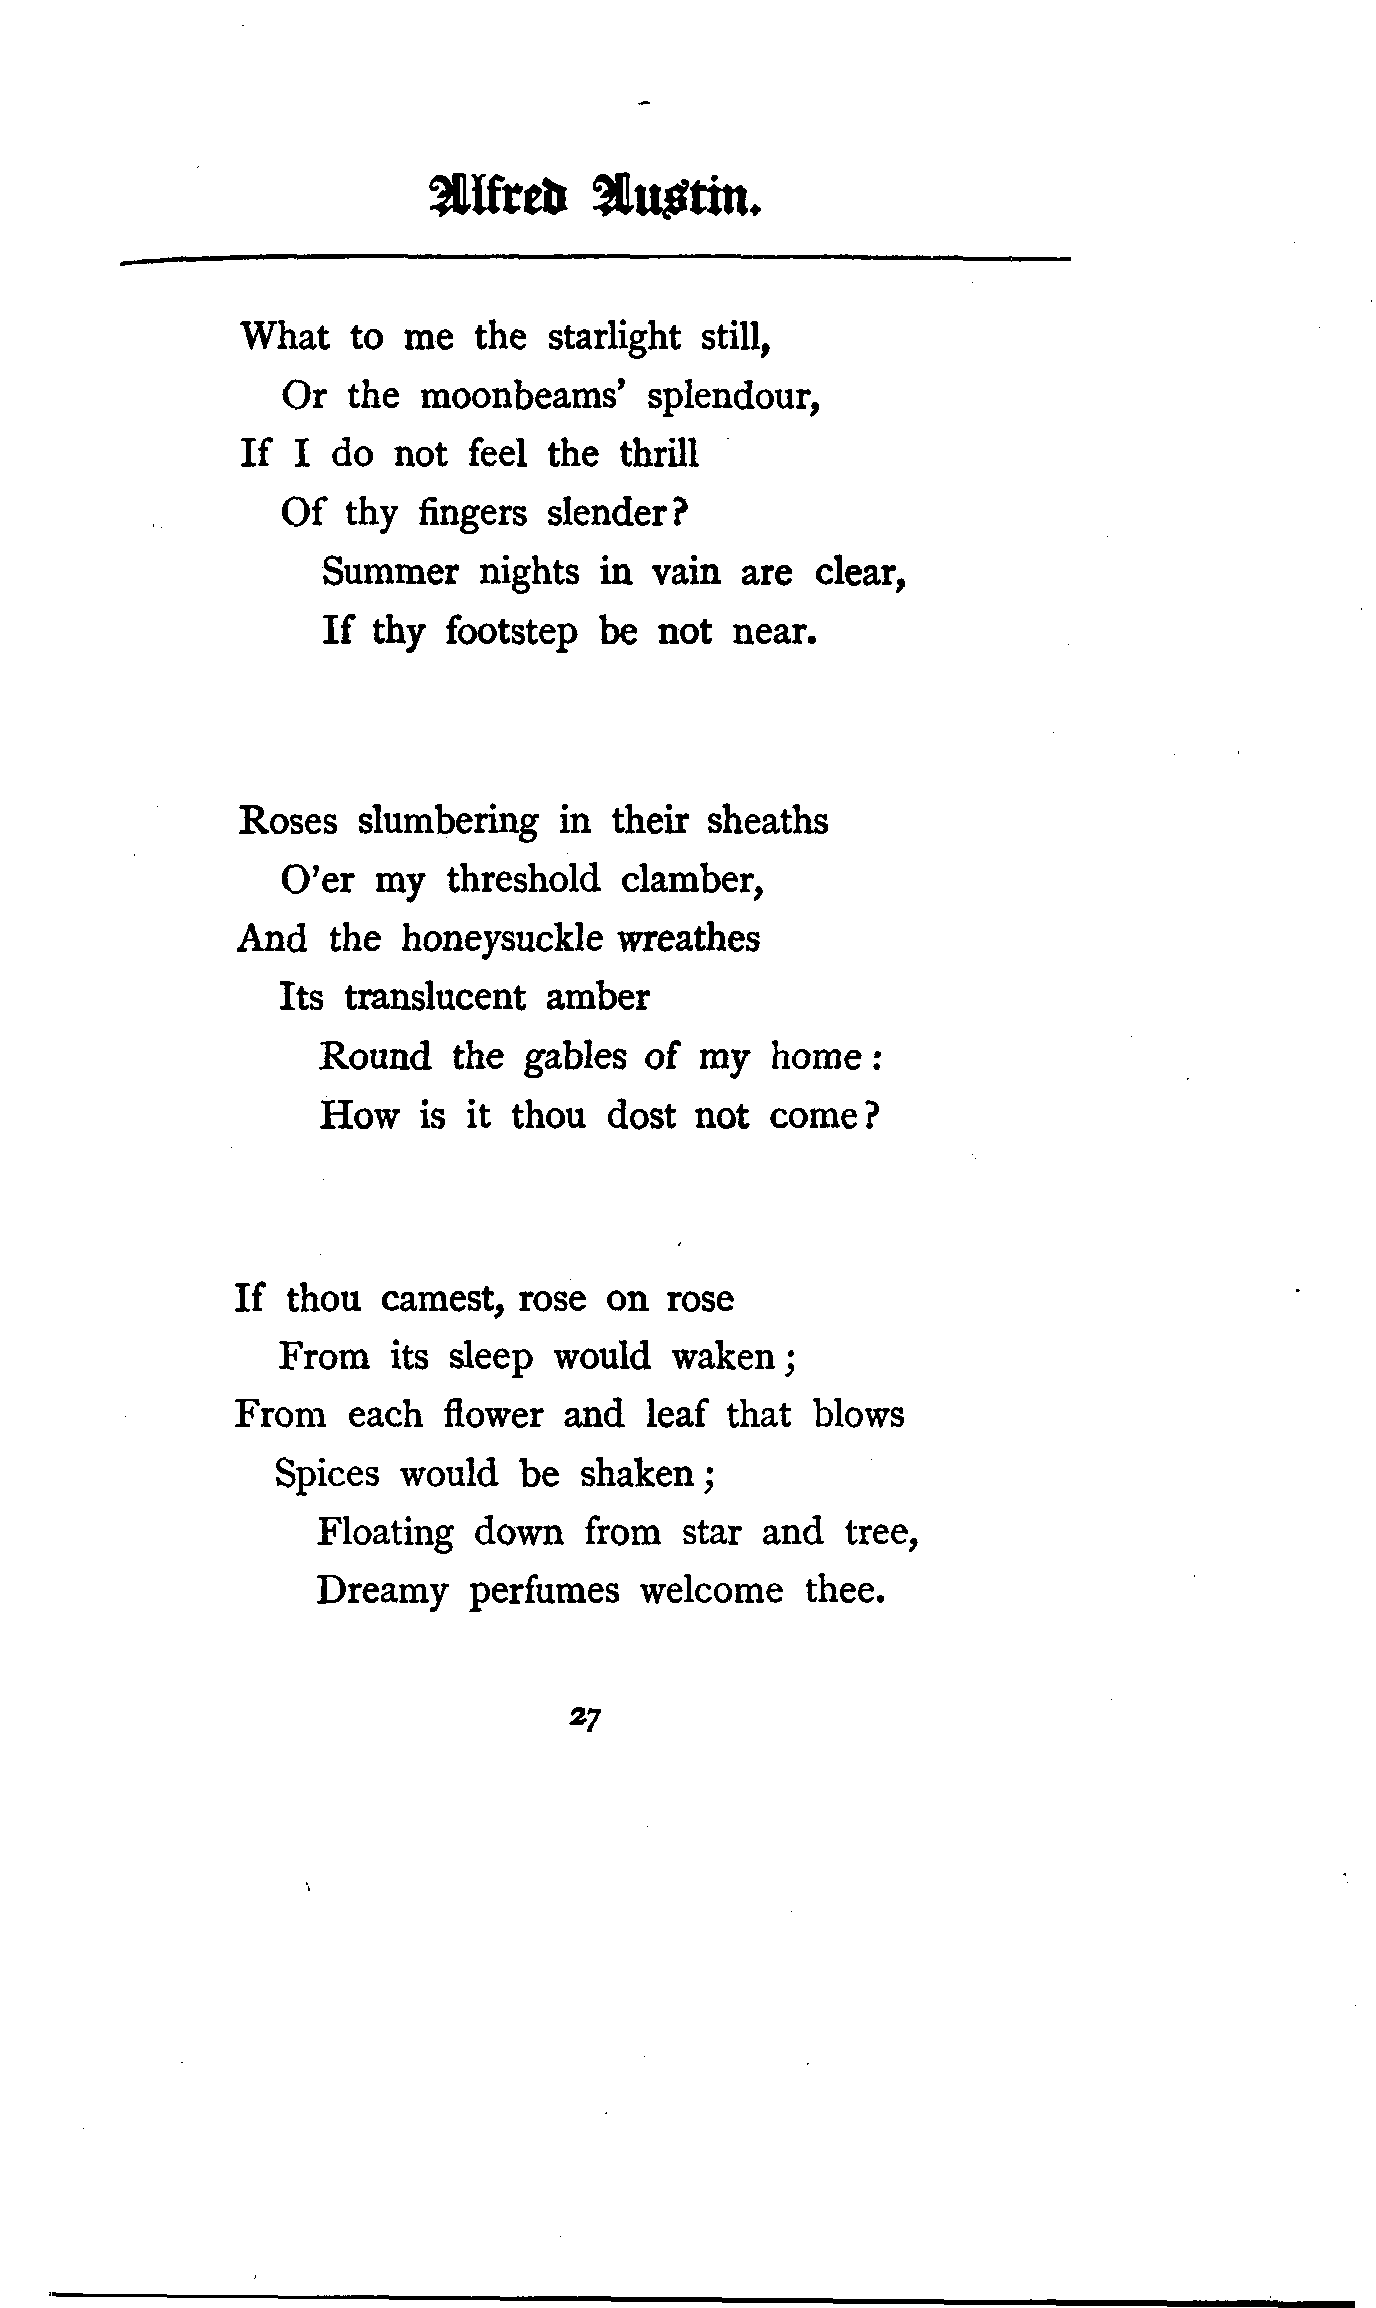 Alfred Austin.
What to me the starlight still,
Or the moonbeams' splendour,
If I do not feel the thrill
Of thy fingers slender?
Summer nights in vain are clear,
If thy footstep be not near.
Roses slumbering in their sheaths
O'er my threshold clamber,
And the honeysuckle wreathes
Its translucent amber
Round the gables of my home:
How is it thou dost not come?
If thou camest, rose on rose
From its sleep would waken;
From each flower and leaf that blows
Spices would be shaken;
Floating down from star and tree,
Dreamy perfumes welcome thee.
27